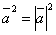 a̅² = |a̅|²